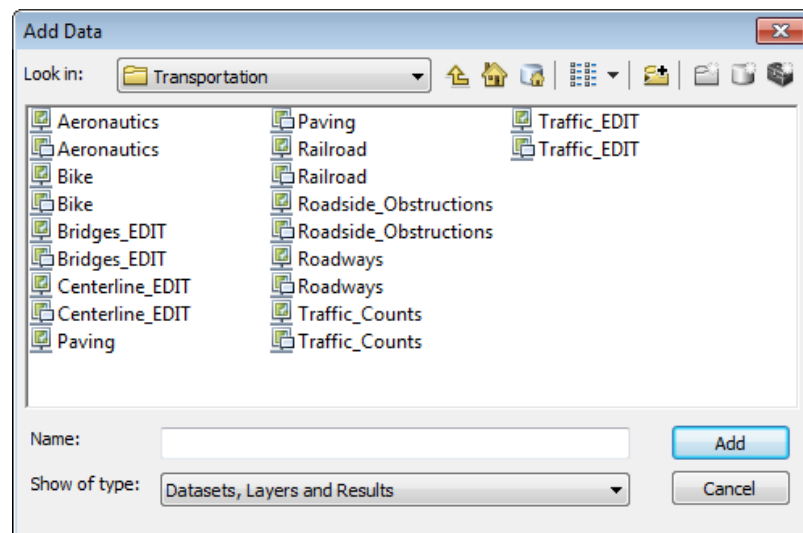 Add Data
Look in:
Transportation
Aeronautics
Aeronautics
Bike
Bike
Bridges_EDIT
Bridges_EDIT
Centerline_EDIT
Centerline_EDIT
Paving
Paving
Railroad
Railroad
Roadside_Obstructions
Roadside_Obstructions
Roadways
Roadways
Traffic_Counts
Traffic_Counts
Traffic_EDIT
Traffic_EDIT
Name:
Add
Show of type:
Datasets, Layers and Results
Cancel